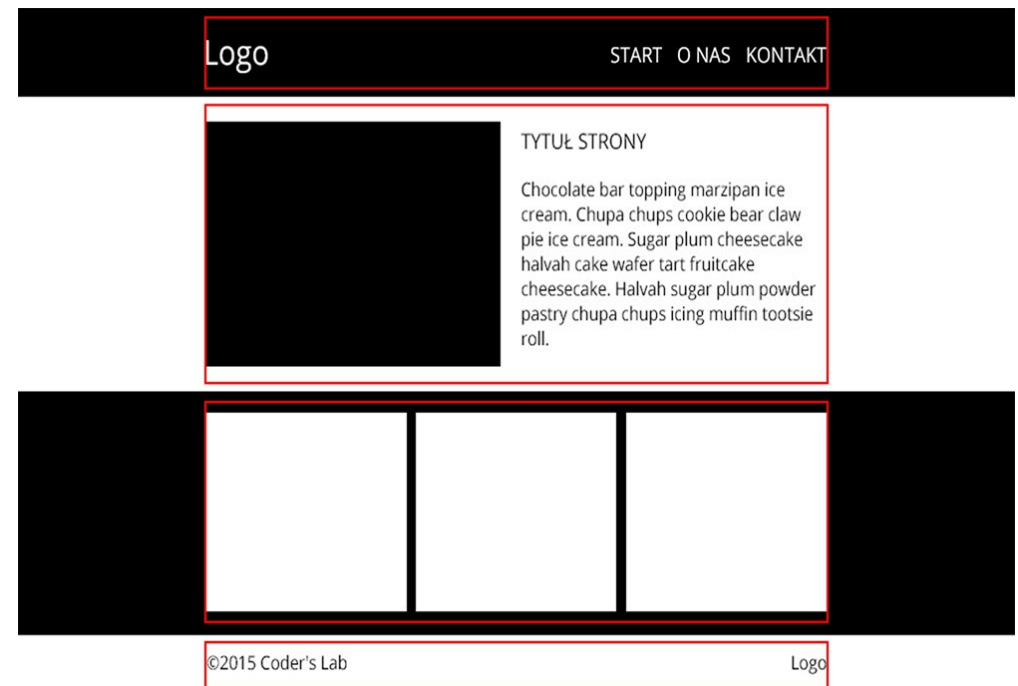 Logo
START O NAS KONTAKT
TYTUŁ STRONY
Chocolate bar topping marzipan ice
cream. Chupa chups cookie bear claw
pie ice cream. Sugar plum cheesecake
halvah cake wafer tart fruitcake
cheesecake. Halvah sugar plum powder
pastry chupa chups icing muffin tootsie
roll.
©2015 Coder's Lab
Logo